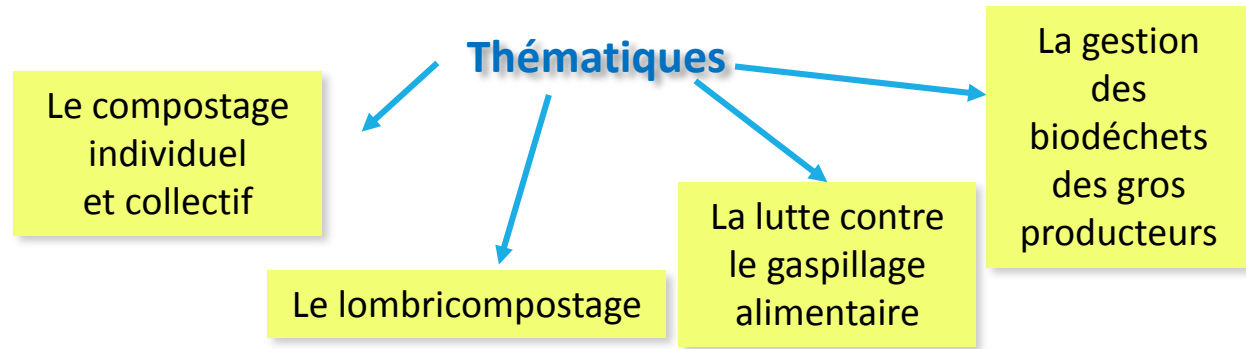 Thématiques
Le compostage
individuel
et collectif
Le lombricompostage
La lutte contre
le gaspillage
alimentaire
La gestion
des
biodéchets
des gros
producteurs